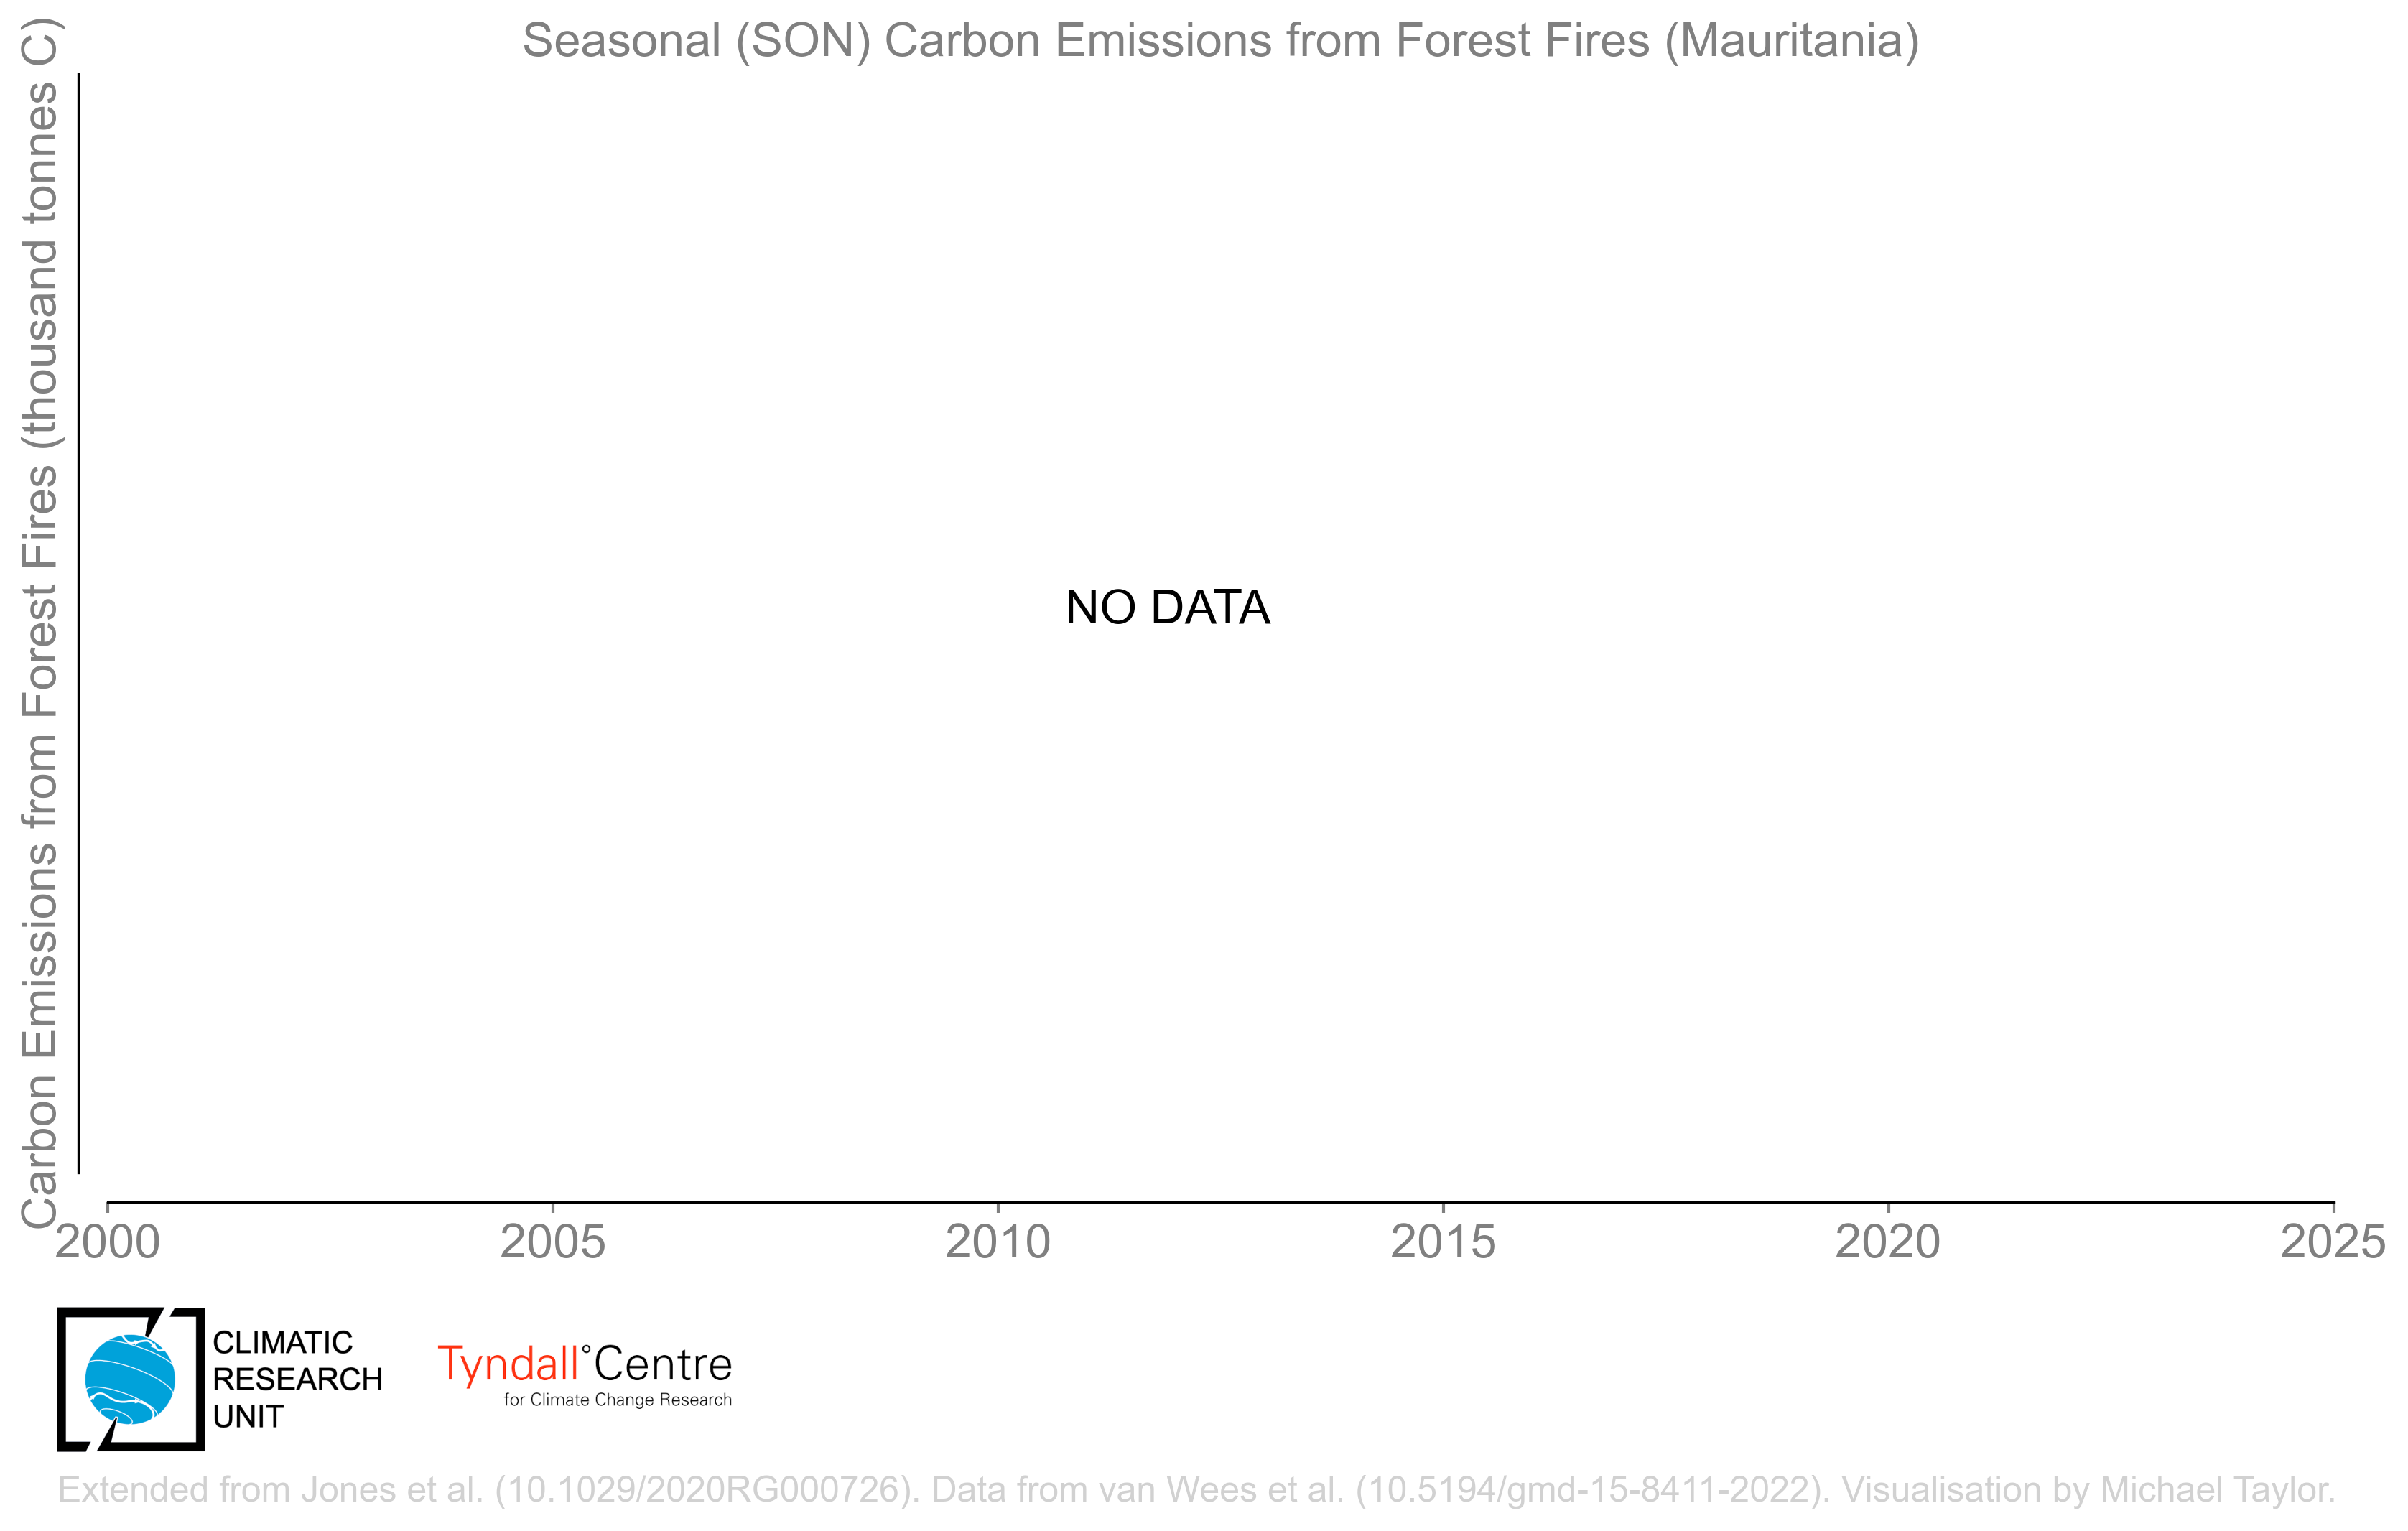 Seasonal (SON) Carbon Emissions from Forest Fires (Mauritania)
Carbon Emissions from Forest Fires (thousand tonnes C)
NO DATA
2000 2005 2010 2015 2020 2025
CLIMATIC
RESEARCH
UNIT
Tyndall°Centre
for Climate Change Research
Extended from Jones et al. (10.1029/2020RG000726). Data from van Wees et al. (10.5194/gmd-15-8411-2022). Visualisation by Michael Taylor.